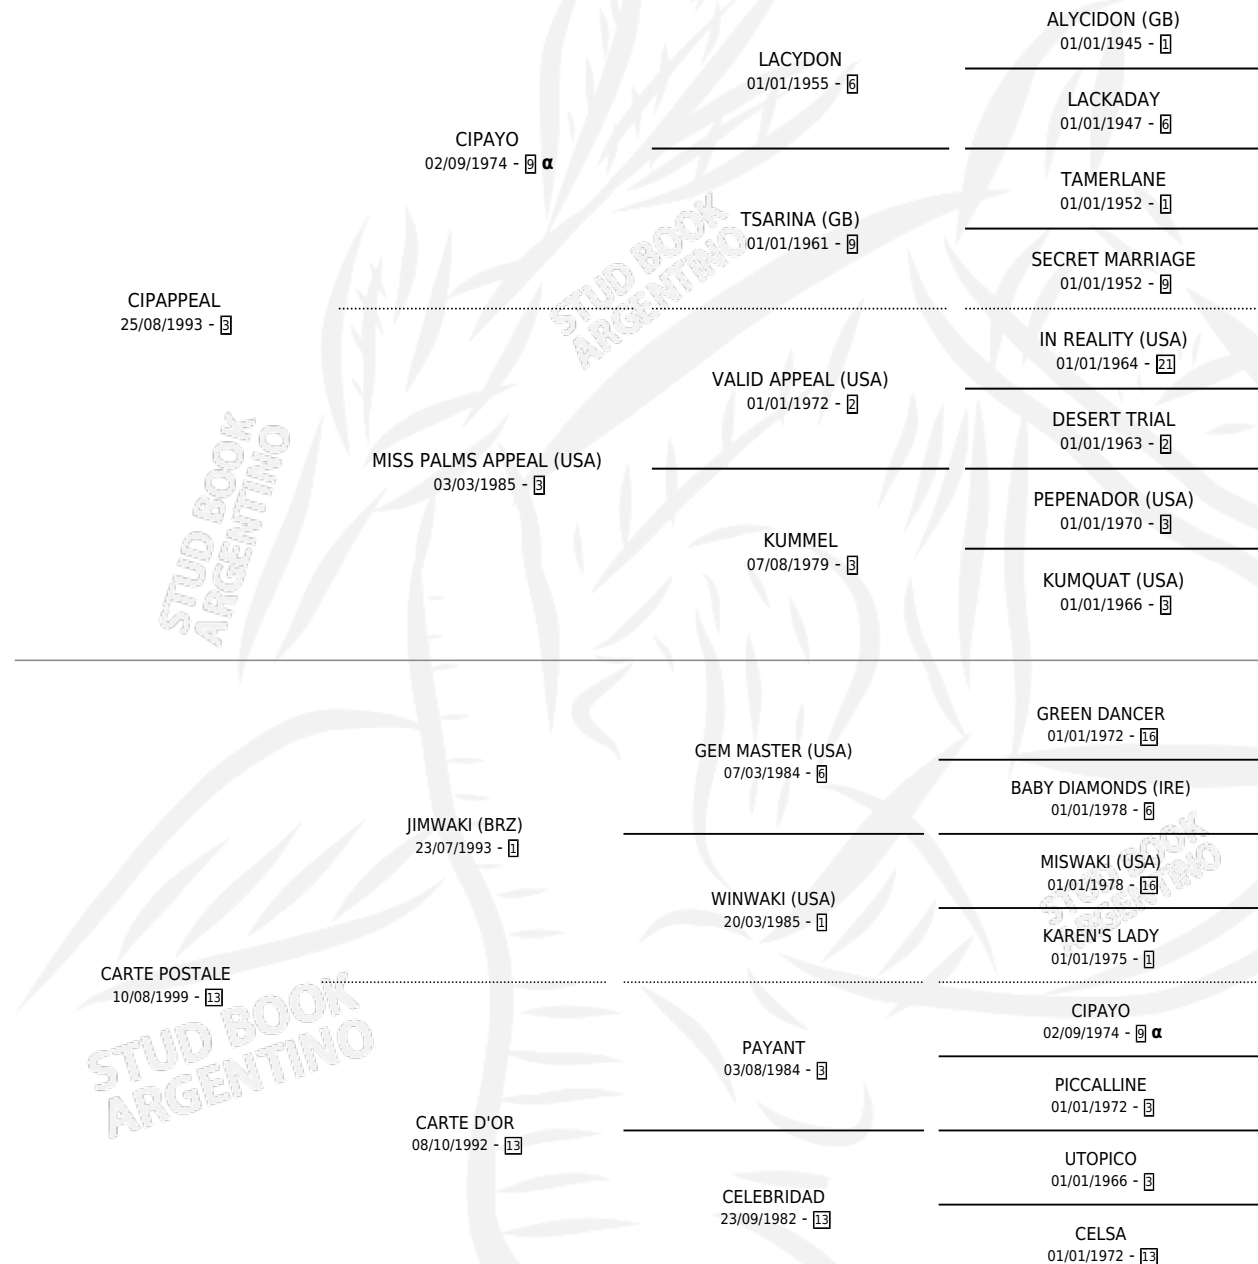 ALYCIDON (GB)
01/01/1945 - 1
LACYDON
01/01/1955 - 6
LACKADAY
01/01/1947 - 6
CIPAYO
02/09/1974 - 9 α
TAMERLANE
01/01/1952 - 1
TSARINA (GB)
01/01/1961 - 9
SECRET MARRIAGE
01/01/1952 - 9
CIPAPPEAL
25/08/1993 - 3
IN REALITY (USA)
01/01/1964 - 21
VALID APPEAL (USA)
01/01/1972 - 2
DESERT TRIAL
01/01/1963 - 2
MISS PALMS APPEAL (USA)
03/03/1985 - 3
PEPENADOR (USA)
01/01/1970 - 3
KUMMEL
07/08/1979 - 3
KUMQUAT (USA)
01/01/1966 - 3
GREEN DANCER
01/01/1972 - 16
GEM MASTER (USA)
07/03/1984 - 6
BABY DIAMONDS (IRE)
01/01/1978 - 6
JIMWAKI (BRZ)
23/07/1993 - 1
MISWAKI (USA)
01/01/1978 - 16
WINWAKI (USA)
20/03/1985 - 1
KAREN'S LADY
01/01/1975 - 1
CARTE POSTALE
10/08/1999 - 13
CIPAYO
02/09/1974 - 9 α
PAYANT
03/08/1984 - 3
PICCALLINE
01/01/1972 - 3
CARTE D'OR
08/10/1992 - 13
UTOPICO
01/01/1966 - 3
CELEBRIDAD
23/09/1982 - 13
CELSA
01/01/1972 - 13
STUD BOOK
ARGENTINO
STUD BOOK
ARGENTINO
STUD BOOK
ARGENTINO
STUD BOOK
ARGENTINO